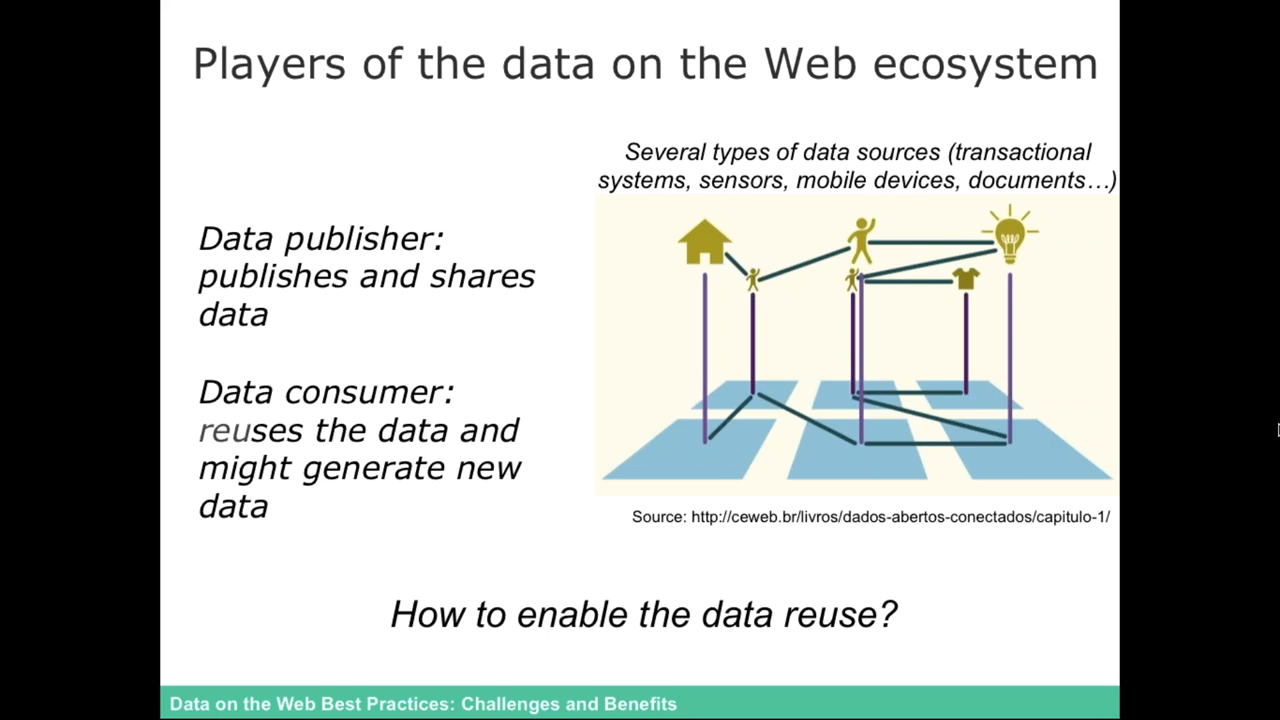 Players of the data on the Web ecosystem
Several types of data sources (transactional
systems, sensors, mobile devices, documents…)
Data publisher:
publishes and shares
data
Data consumer:
reuses the data and
might generate new
data
Source: http://ceweb.br/livros/dados-abertos-conectados/capitulo-1/
How to enable the data reuse?
Data on the Web Best Practices: Challenges and Benefits